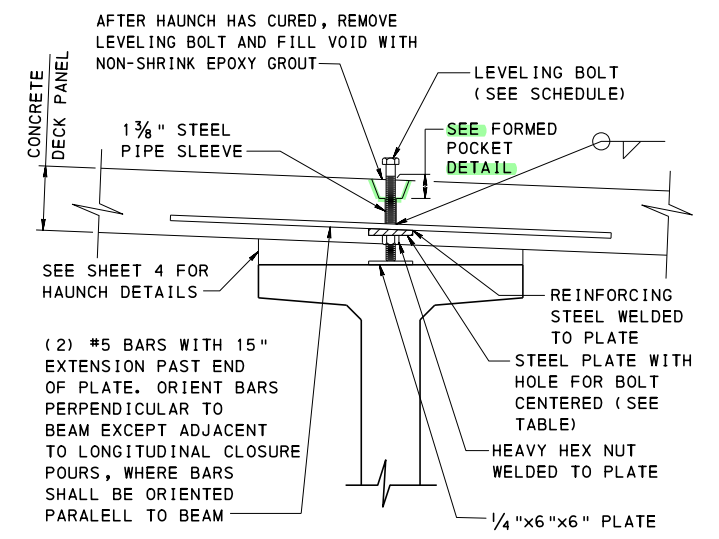 AFTER HAUNCH HAS CURED, REMOVE
LEVELING BOLT AND FILL VOID WITH
NON-SHRINK EPOXY GROUT
CONCRETE
DECK PANEL
LEVELING BOLT
(SEE SCHEDULE)
1 3/8" STEEL
PIPE SLEEVE
SEE FORMED
POCKET
DETAIL
SEE SHEET 4 FOR
HAUNCH DETAILS
REINFORCING
STEEL WELDED
TO PLATE
(2) #5 BARS WITH 15"
EXTENSION PAST END
OF PLATE. ORIENT BARS
PERPENDICULAR TO
BEAM EXCEPT ADJACENT
TO LONGITUDINAL CLOSURE
POURS, WHERE BARS
SHALL BE ORIENTED
PARALELL TO BEAM
STEEL PLATE WITH
HOLE FOR BOLT
CENTERED (SEE
TABLE)
HEAVY HEX NUT
WELDED TO PLATE
1/4"x6"x6" PLATE